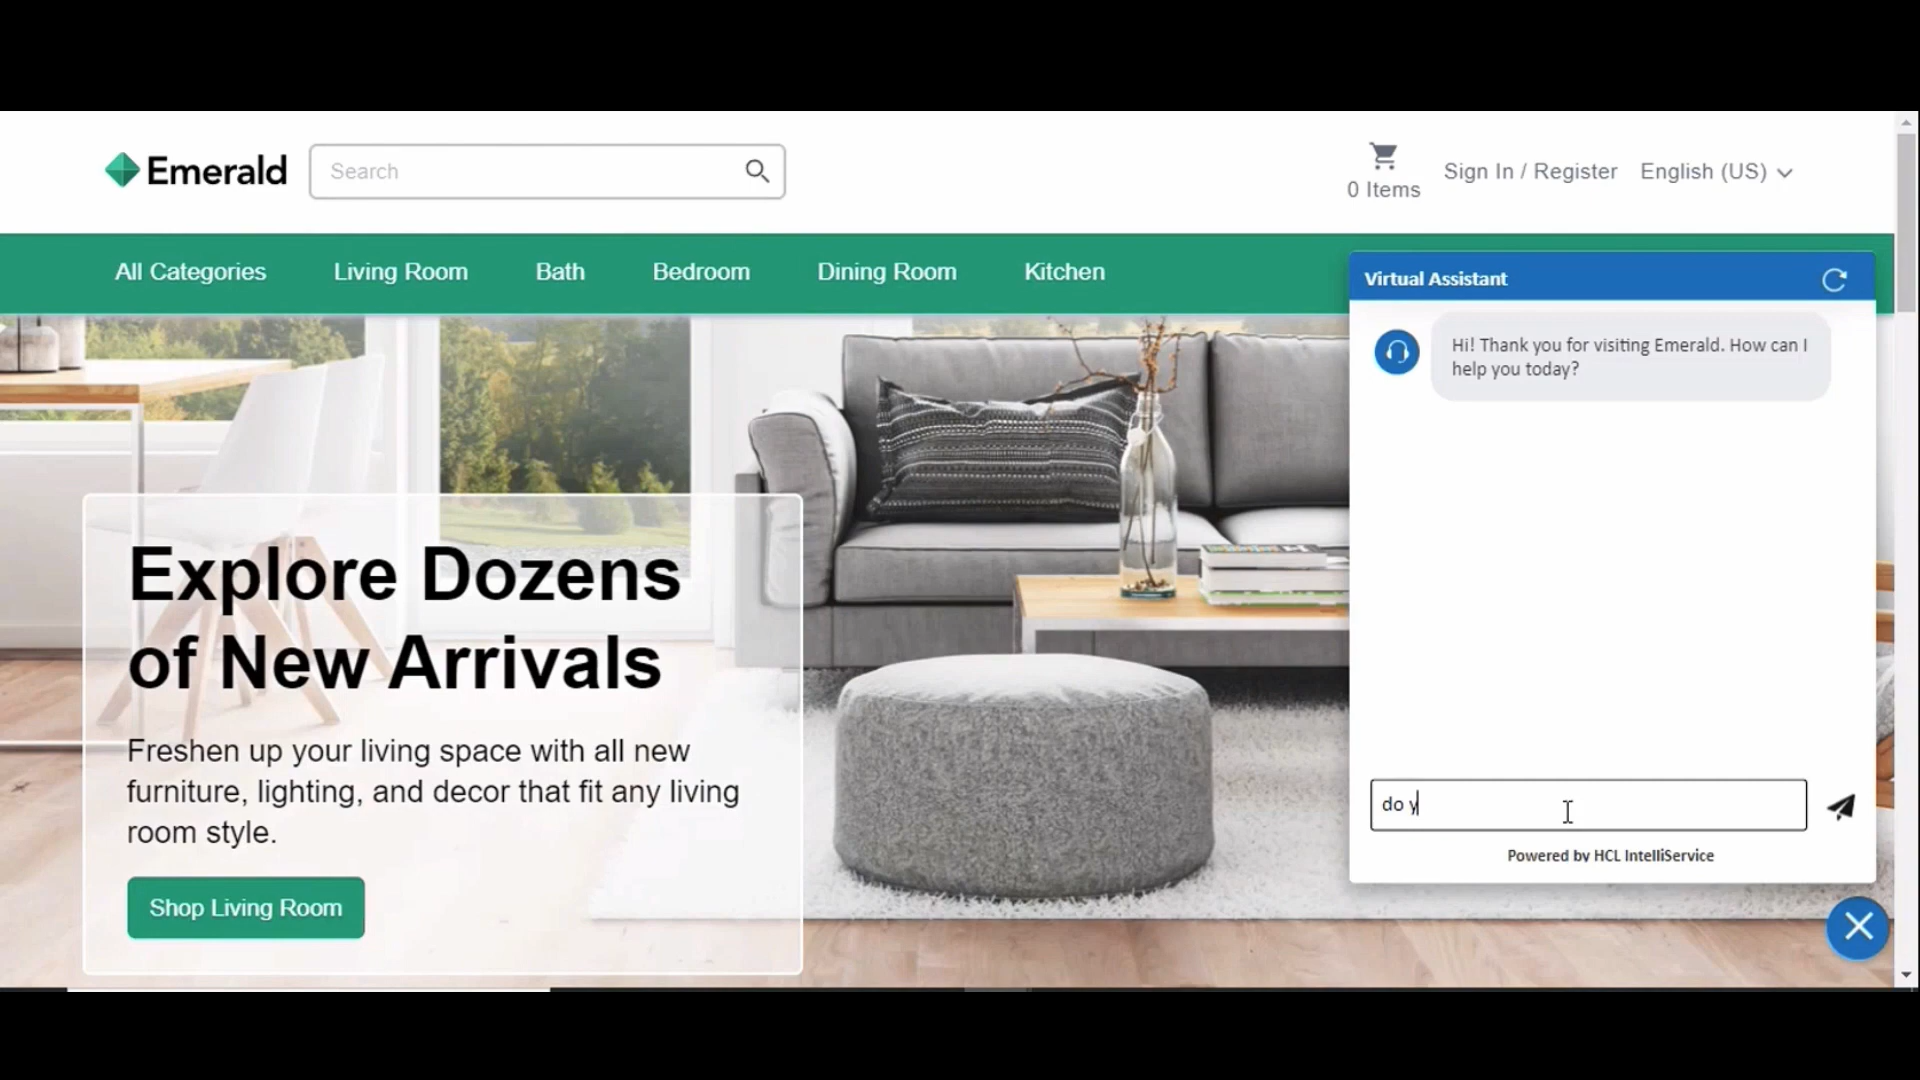 Emerald
Search
0 Items
Sign In / Register
English (US)
All Categories
Living Room
Bath
Bedroom
Dining Room
Kitchen
Virtual Assistant
Hi! Thank you for visiting Emerald. How can I
help you today?
Explore Dozens
of New Arrivals
Freshen up your living space with all new
furniture, lighting, and decor that fit any living
room style.
Shop Living Room
do y
Powered by HCL IntelliService